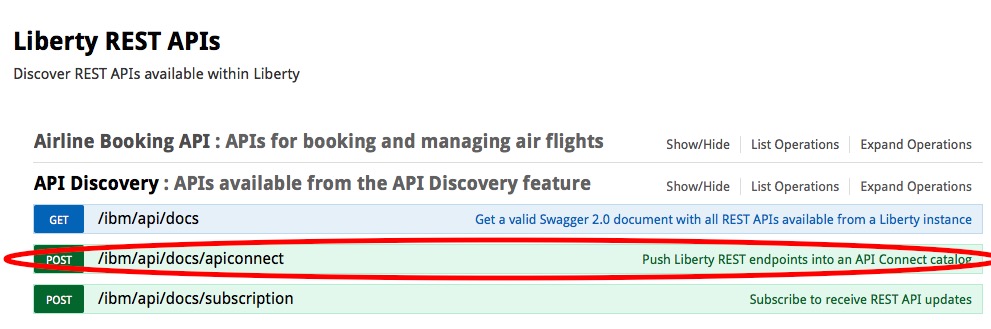 Liberty REST APIs
Discover REST APIs available within Liberty
Airline Booking API : APIs for booking and managing air flights Show/Hide List Operations Expand Operations
API Discovery : APIs available from the API Discovery feature Show/Hide List Operations Expand Operations
GET /ibm/api/docs Get a valid Swagger 2.0 document with all REST APIs available from a Liberty instance
POST /ibm/api/docs/apiconnect Push Liberty REST endpoints into an API Connect catalog
POST /ibm/api/docs/subscription Subscribe to receive REST API updates